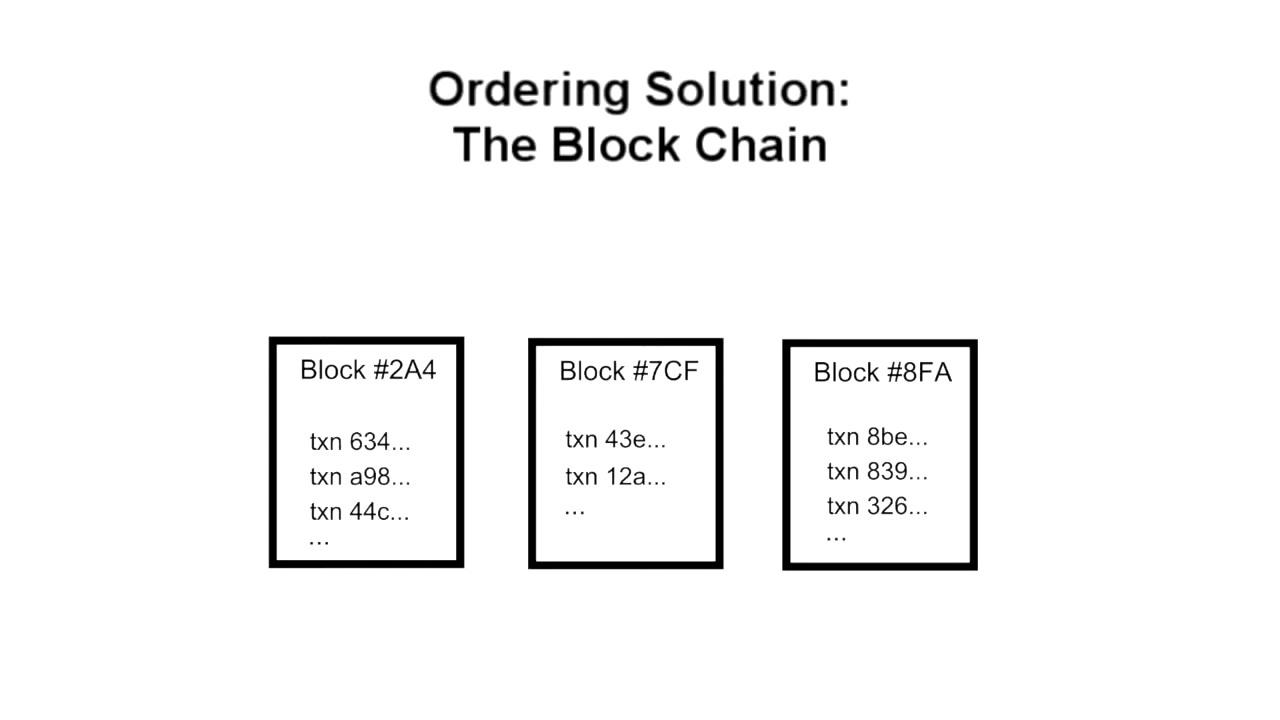 Ordering Solution:
The Block Chain
Block #2A4
txn 634...
txn a98...
txn 44c...
...
Block #7CF
txn 43e...
txn 12a...
...
Block #8FA
txn 8be...
txn 839...
txn 326...
...